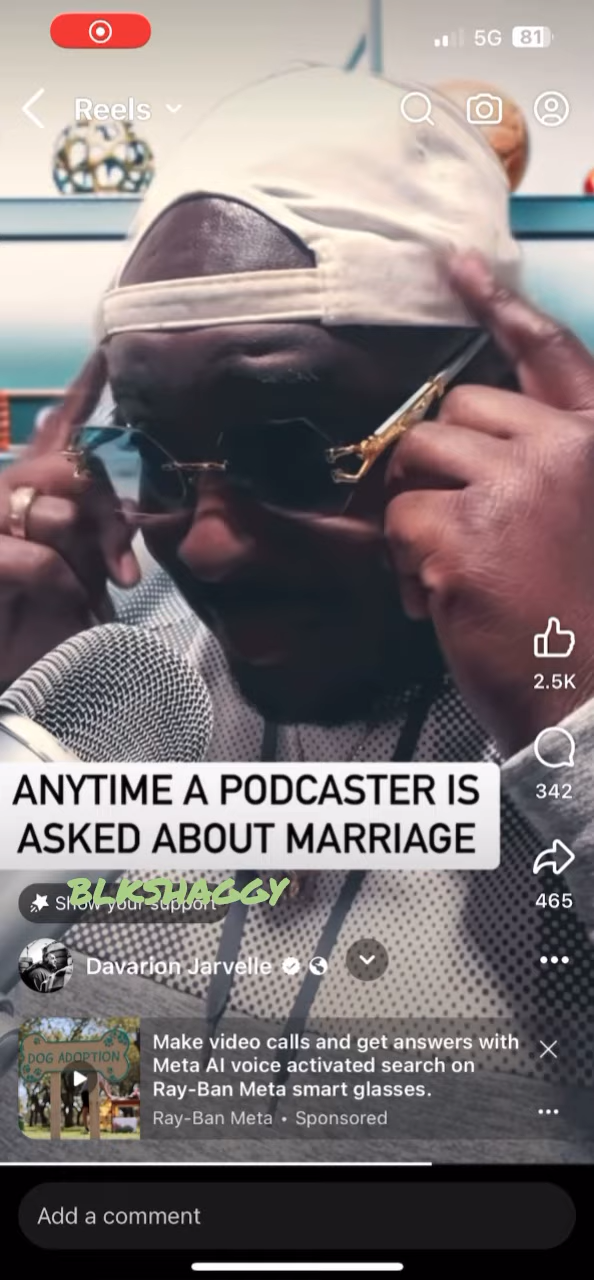 5G 81
Reels
2.5K
ANYTIME A PODCASTER IS
ASKED ABOUT MARRIAGE
342
BLKSHAGGY
Show your support
465
Davarion Jarvelle
DOG ADOPTION
Make video calls and get answers with
Meta AI voice activated search on
Ray-Ban Meta smart glasses.
Ray-Ban Meta • Sponsored
Add a comment